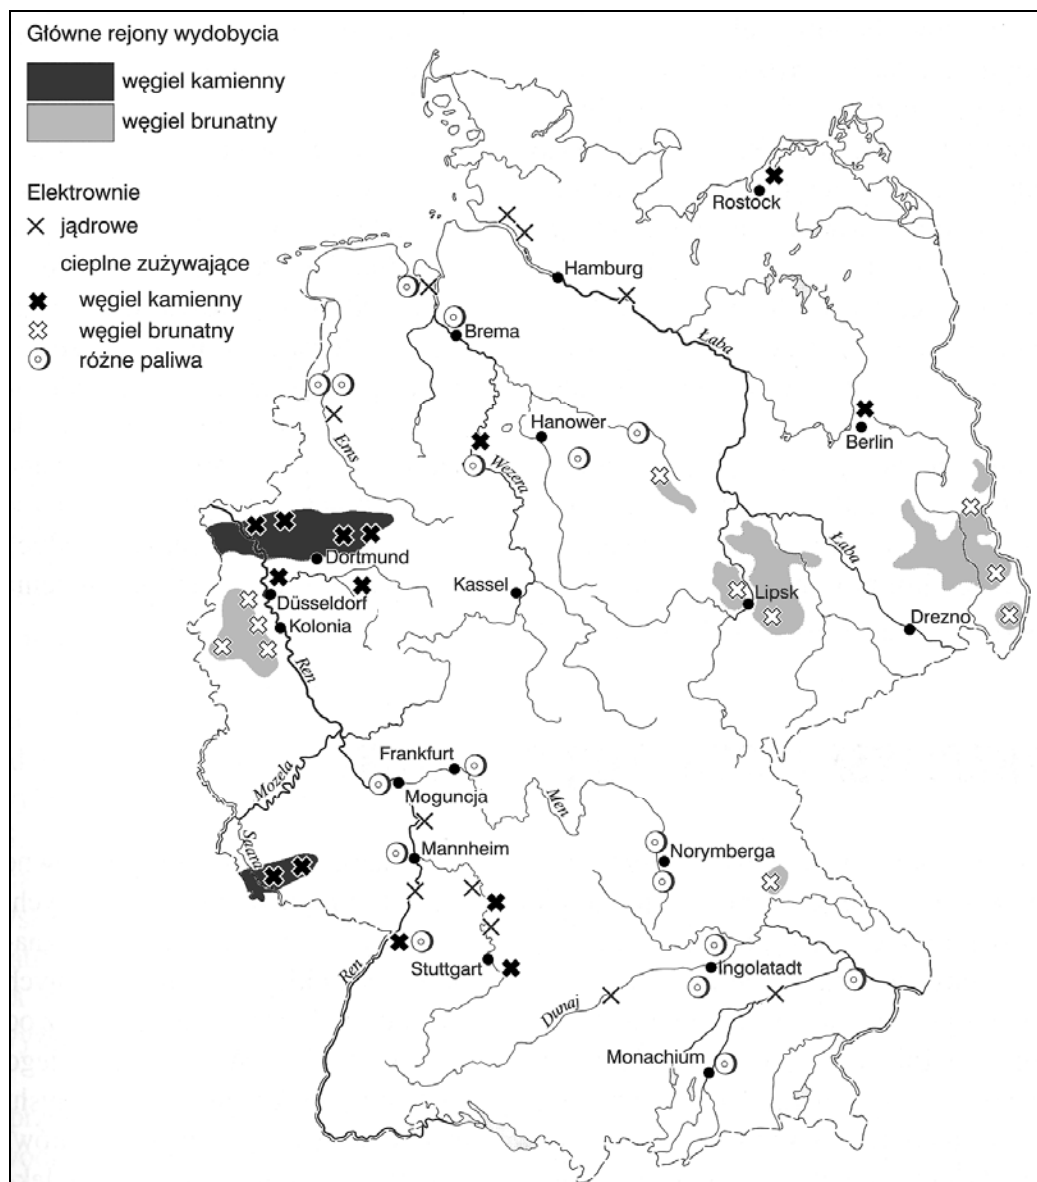 Główne rejony wydobycia
węgiel kamienny
węgiel brunatny
Elektrownie
jądrowe
cieplne zużywające
węgiel kamienny
węgiel brunatny
różne paliwa
Rostock
Hamburg
Brema
Łaba
Hanower
Berlin
Ems
Wezera
Dortmund
Łaba
Kassel
Lipsk
Düsseldorf
Drezno
Kolonia
Ren
Frankfurt
Mozela
Moguncja
Men
Saara
Mannheim
Norymberga
Ren
Stuttgart
Ingolatadt
Dunaj
Monachium